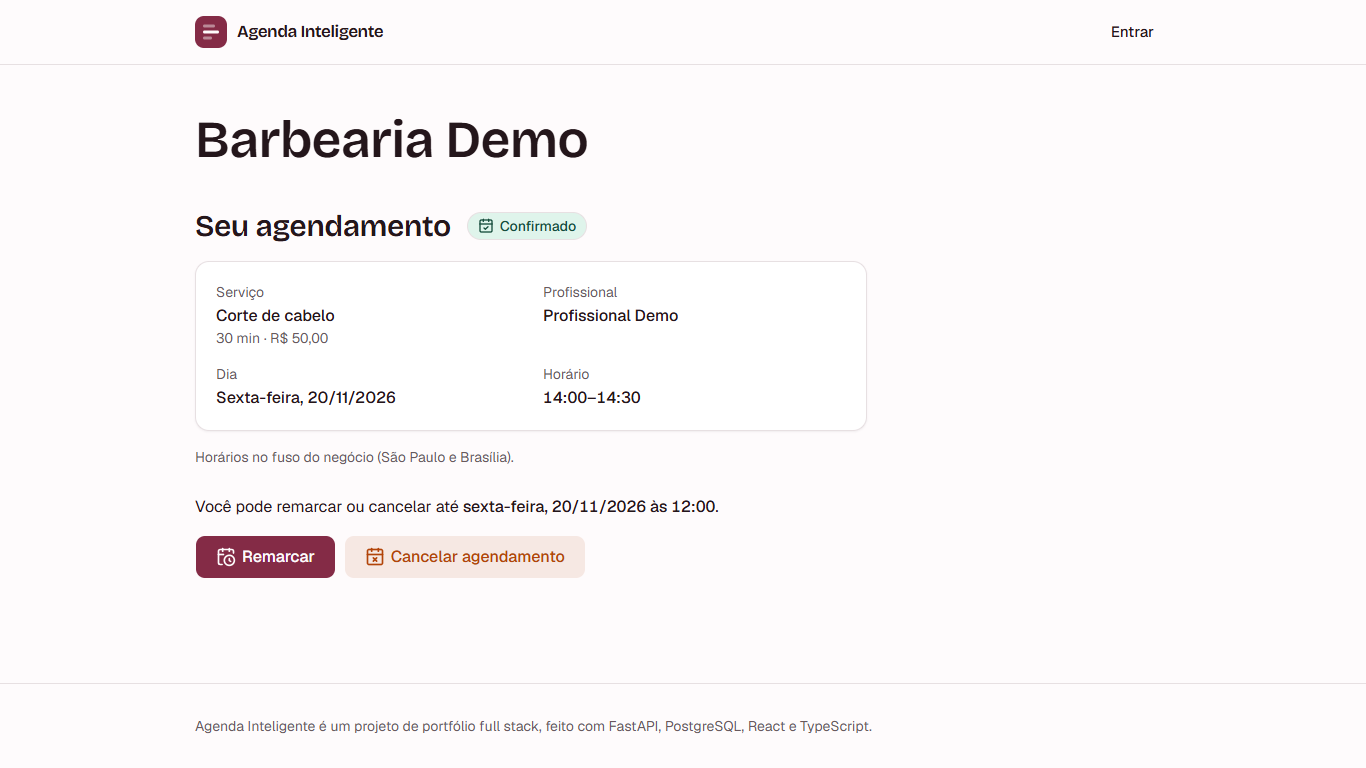 Agenda Inteligente
Entrar
Barbearia Demo
Seu agendamento
Confirmado
Serviço
Profissional
Corte de cabelo
Profissional Demo
30 min · R$ 50,00
Dia
Horário
Sexta-feira, 20/11/2026
14:00–14:30
Horários no fuso do negócio (São Paulo e Brasília).
Você pode remarcar ou cancelar até sexta-feira, 20/11/2026 às 12:00.
Remarcar
Cancelar agendamento
Agenda Inteligente é um projeto de portfólio full stack, feito com FastAPI, PostgreSQL, React e TypeScript.